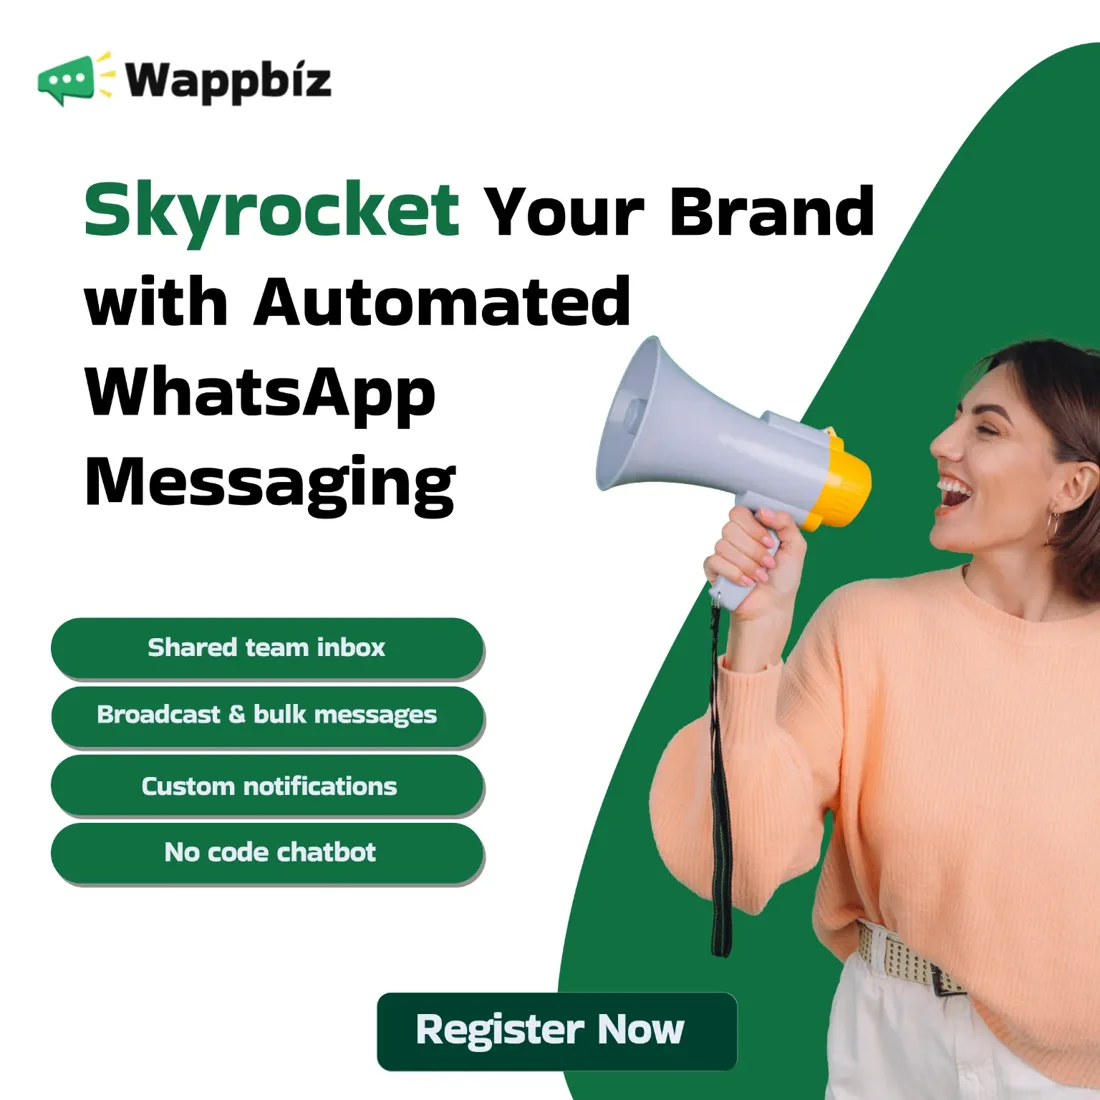 Wappbíz
Skyrocket Your Brand
with Automated
WhatsApp
Messaging
Shared team inbox
Broadcast & bulk messages
Custom notifications
No code chatbot
Register Now